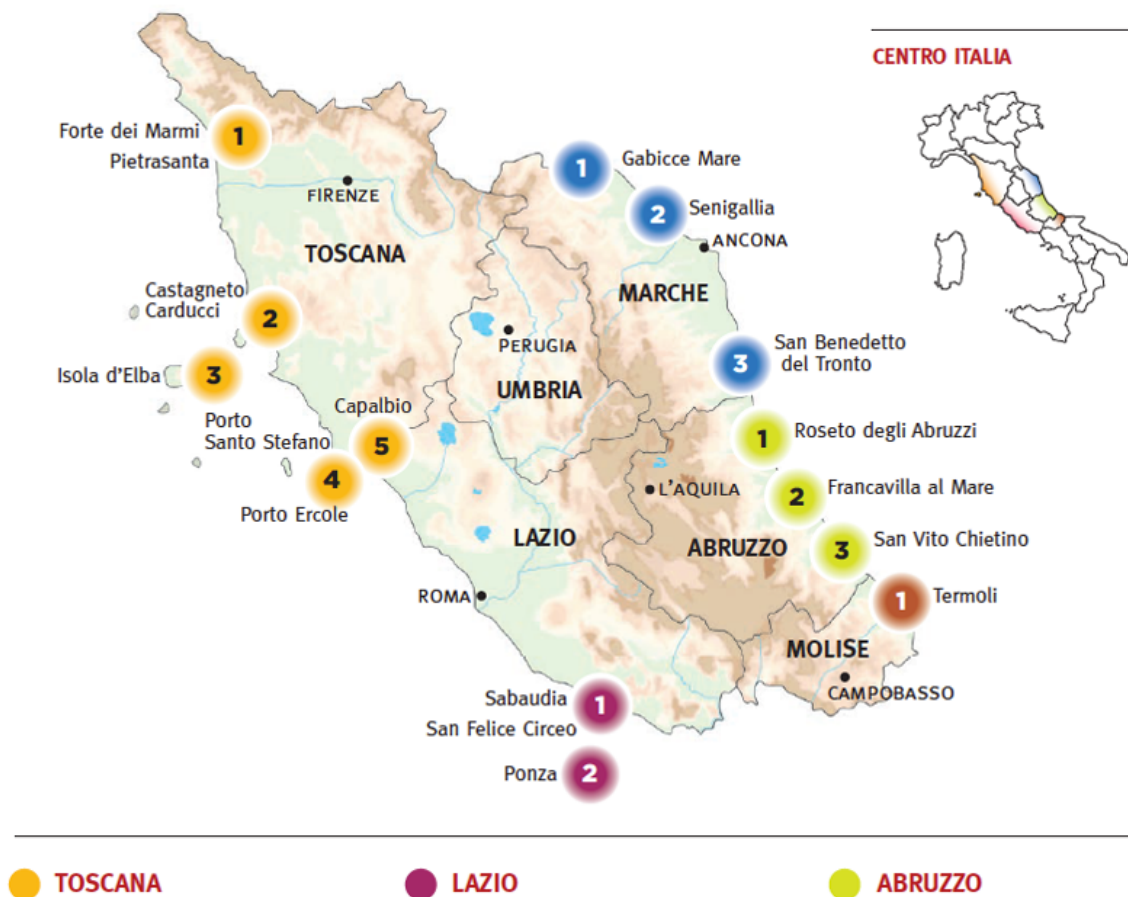 CENTRO ITALIA
Forte dei Marmi
Pietrasanta
1
FIRENZE
TOSCANA
1
Gabicce Mare
2
Senigallia
ANCONA
MARCHE
Castagneto
Carducci
2
Isola d'Elba
3
PERUGIA
UMBRIA
3
San Benedetto
del Tronto
Porto
Santo Stefano
Capalbio
5
4
Porto Ercole
1
Roseto degli Abruzzi
L'AQUILA
2
Francavilla al Mare
LAZIO
ABRUZZO
3
San Vito Chietino
ROMA
1
Termoli
MOLISE
CAMPOBASSO
Sabaudia
San Felice Circeo
1
Ponza
2
TOSCANA
LAZIO
ABRUZZO